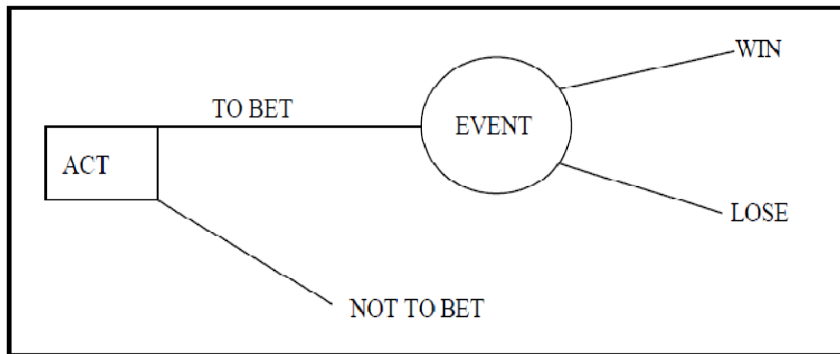 WIN
TO BET
EVENT
ACT
LOSE
NOT TO BET